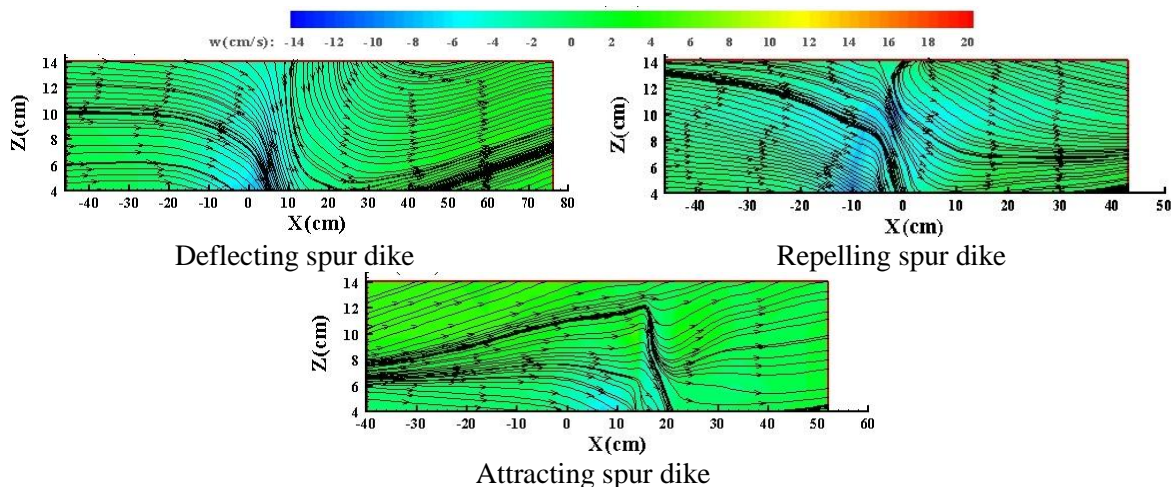 w(cm/s): -14 -12 -10 -8 -6 -4 -2 0 2 4 6 8 10 12 14 16 18 20
14
12
10
8
6
4
Z(cm)
-40 -30 -20 -10 0 10 20 30 40 50 60 70 80
X(cm)
Deflecting spur dike
14
12
10
8
6
4
Z(cm)
-40 -30 -20 -10 0 10 20 30 40 50
X(cm)
Repelling spur dike
14
12
10
8
6
4
Z(cm)
-40 -30 -20 -10 0 10 20 30 40 50 60
X(cm)
Attracting spur dike